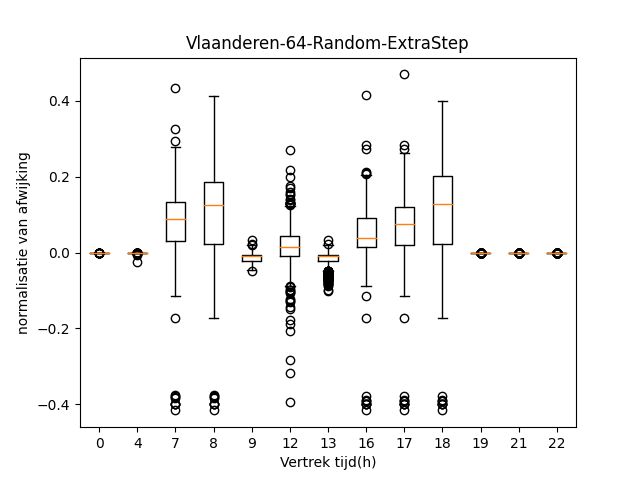 Vlaanderen-64-Random-ExtraStep
normalisatie van afwijking
0.4
0.2
0.0
−0.2
−0.4
0 4 7 8 9 12 13 16 17 18 19 21 22
Vertrek tijd(h)